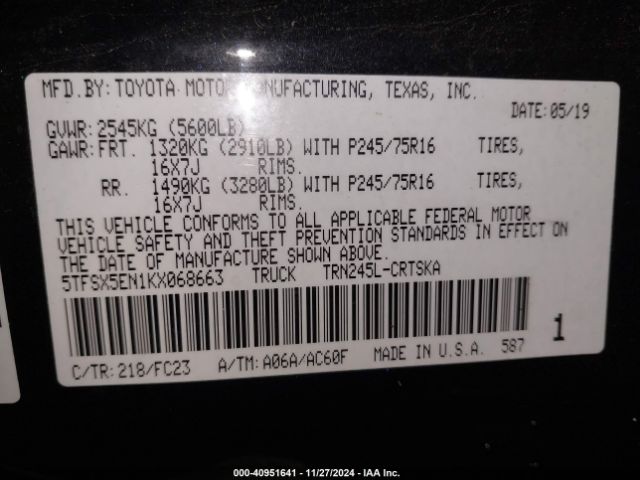 MFD.BY: TOYOTA MOTOR MANUFACTURING, TEXAS, INC.
DATE: 05/19
GVWR: 2545KG (5600LB)
GAWR: FRT. 1320KG (2910LB) WITH P245/75R16 TIRES,
16X7J RIMS.
RR. 1490KG (3280LB) WITH P245/75R16 TIRES,
16X7J RIMS.
THIS VEHICLE CONFORMS TO ALL APPLICABLE FEDERAL MOTOR
VEHICLE SAFETY AND THEFT PREVENTION STANDARDS IN EFFECT ON
THE DATE OF MANUFACTURE SHOWN ABOVE.
5TFSX5EN1KX068663 TRUCK TRN245L-CRTSKA
1
C/TR: 218/FC23 A/TM: A06A/AC60F MADE IN U.S.A. 587
000-40951641 - 11/27/2024 - IAA Inc.